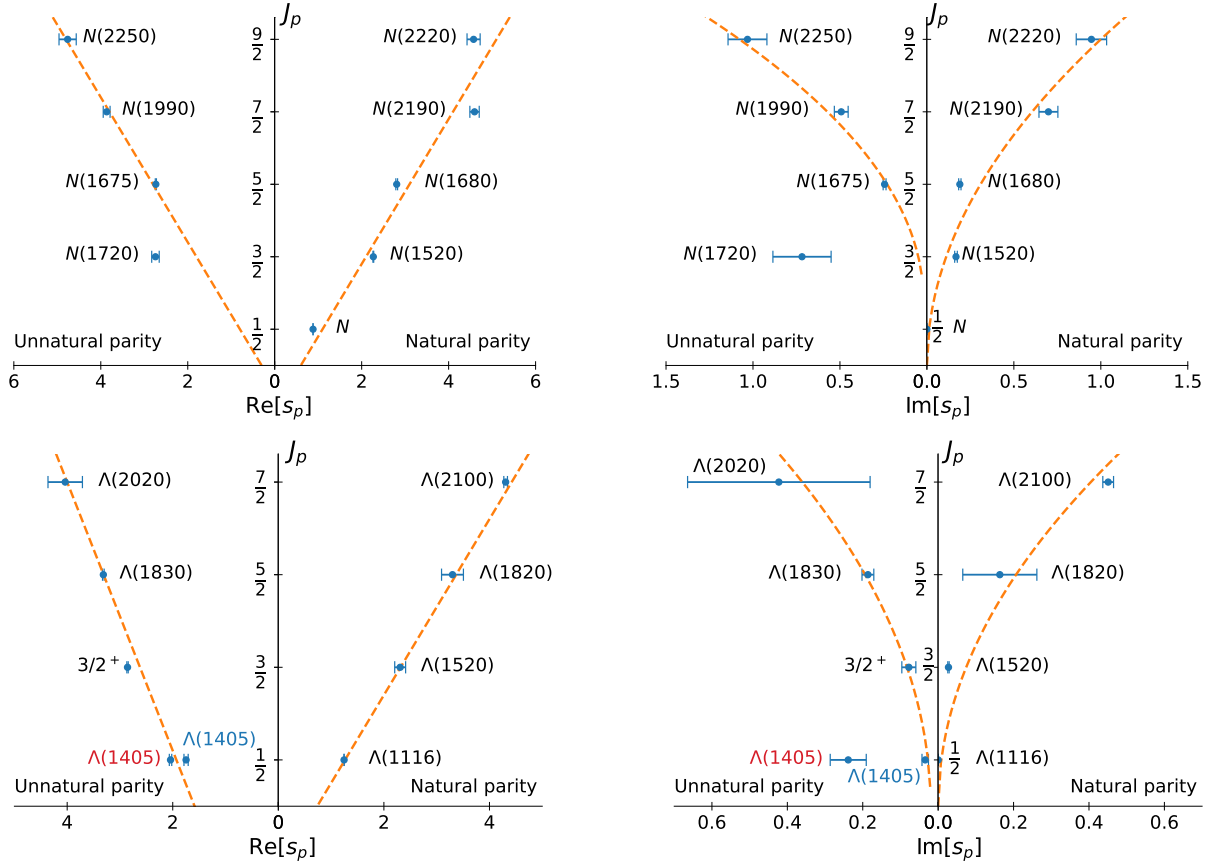 J_p
N(2250)
9/2
N(2220)
N(1990)
7/2
N(2190)
N(1675)
5/2
N(1680)
N(1720)
3/2
N(1520)
1/2
N
Unnatural parity
Natural parity
6 4 2 0 0 2 4 6
Re[s_p]
J_p
N(2250)
9/2
N(2220)
N(1990)
7/2
N(2190)
N(1675)
5/2
N(1680)
N(1720)
3/2
N(1520)
1/2
N
Unnatural parity
Natural parity
1.5 1.0 0.5 0.0 0.0 0.5 1.0 1.5
Im[s_p]
J_p
Λ(2020)
7/2
Λ(2100)
Λ(1830)
5/2
Λ(1820)
3/2⁺
3/2
Λ(1520)
Λ(1405)
Λ(1405)
1/2
Λ(1116)
Unnatural parity
Natural parity
4 2 0 0 2 4
Re[s_p]
J_p
Λ(2020)
7/2
Λ(2100)
Λ(1830)
5/2
Λ(1820)
3/2⁺
3/2
Λ(1520)
Λ(1405)
Λ(1405)
1/2
Λ(1116)
Unnatural parity
Natural parity
0.6 0.4 0.2 0.0 0.0 0.2 0.4 0.6
Im[s_p]